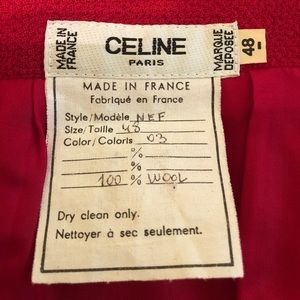 MADE IN
FRANCE
CELINE
PARIS
MARQUE
DEPOSEE
48-
MADE IN FRANCE
Fabriqué en France
Style/Modèle NEF
Size/Taille 48
Color/Coloris 03
%
%
100 % WOOL
Dry clean only.
Nettoyer à sec seulement.